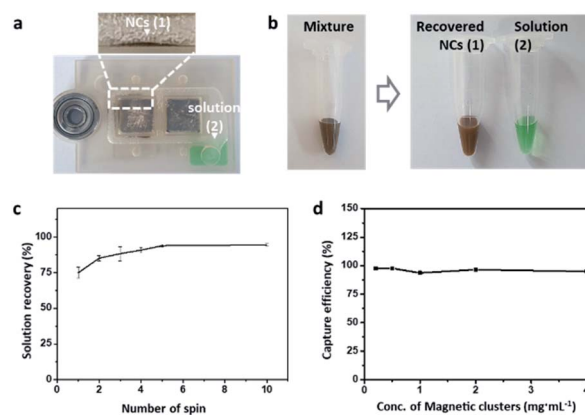 a
NCs (1)
solution
(2)
b
Mixture
Recovered
NCs (1)
Solution
(2)
c
Solution recovery (%)
100
75
50
25
0
0
2
4
6
8
10
Number of spin
d
Capture efficiency (%)
150
125
100
75
50
25
0
0
1
2
3
4
Conc. of Magnetic clusters (mg·mL⁻¹)